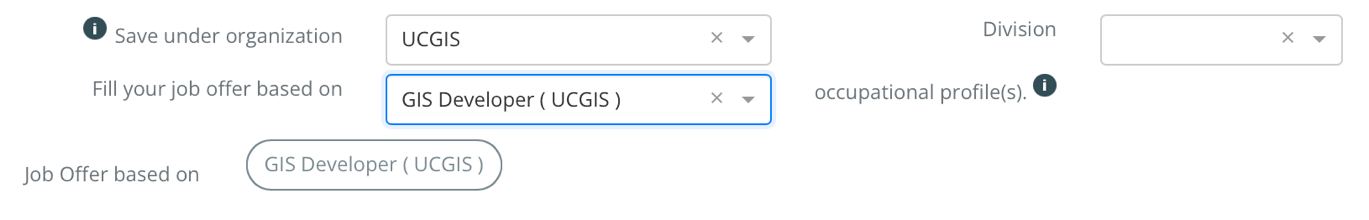 i Save under organization UCGIS × Division ×
Fill your job offer based on GIS Developer ( UCGIS ) × occupational profile(s). i
Job Offer based on GIS Developer ( UCGIS )